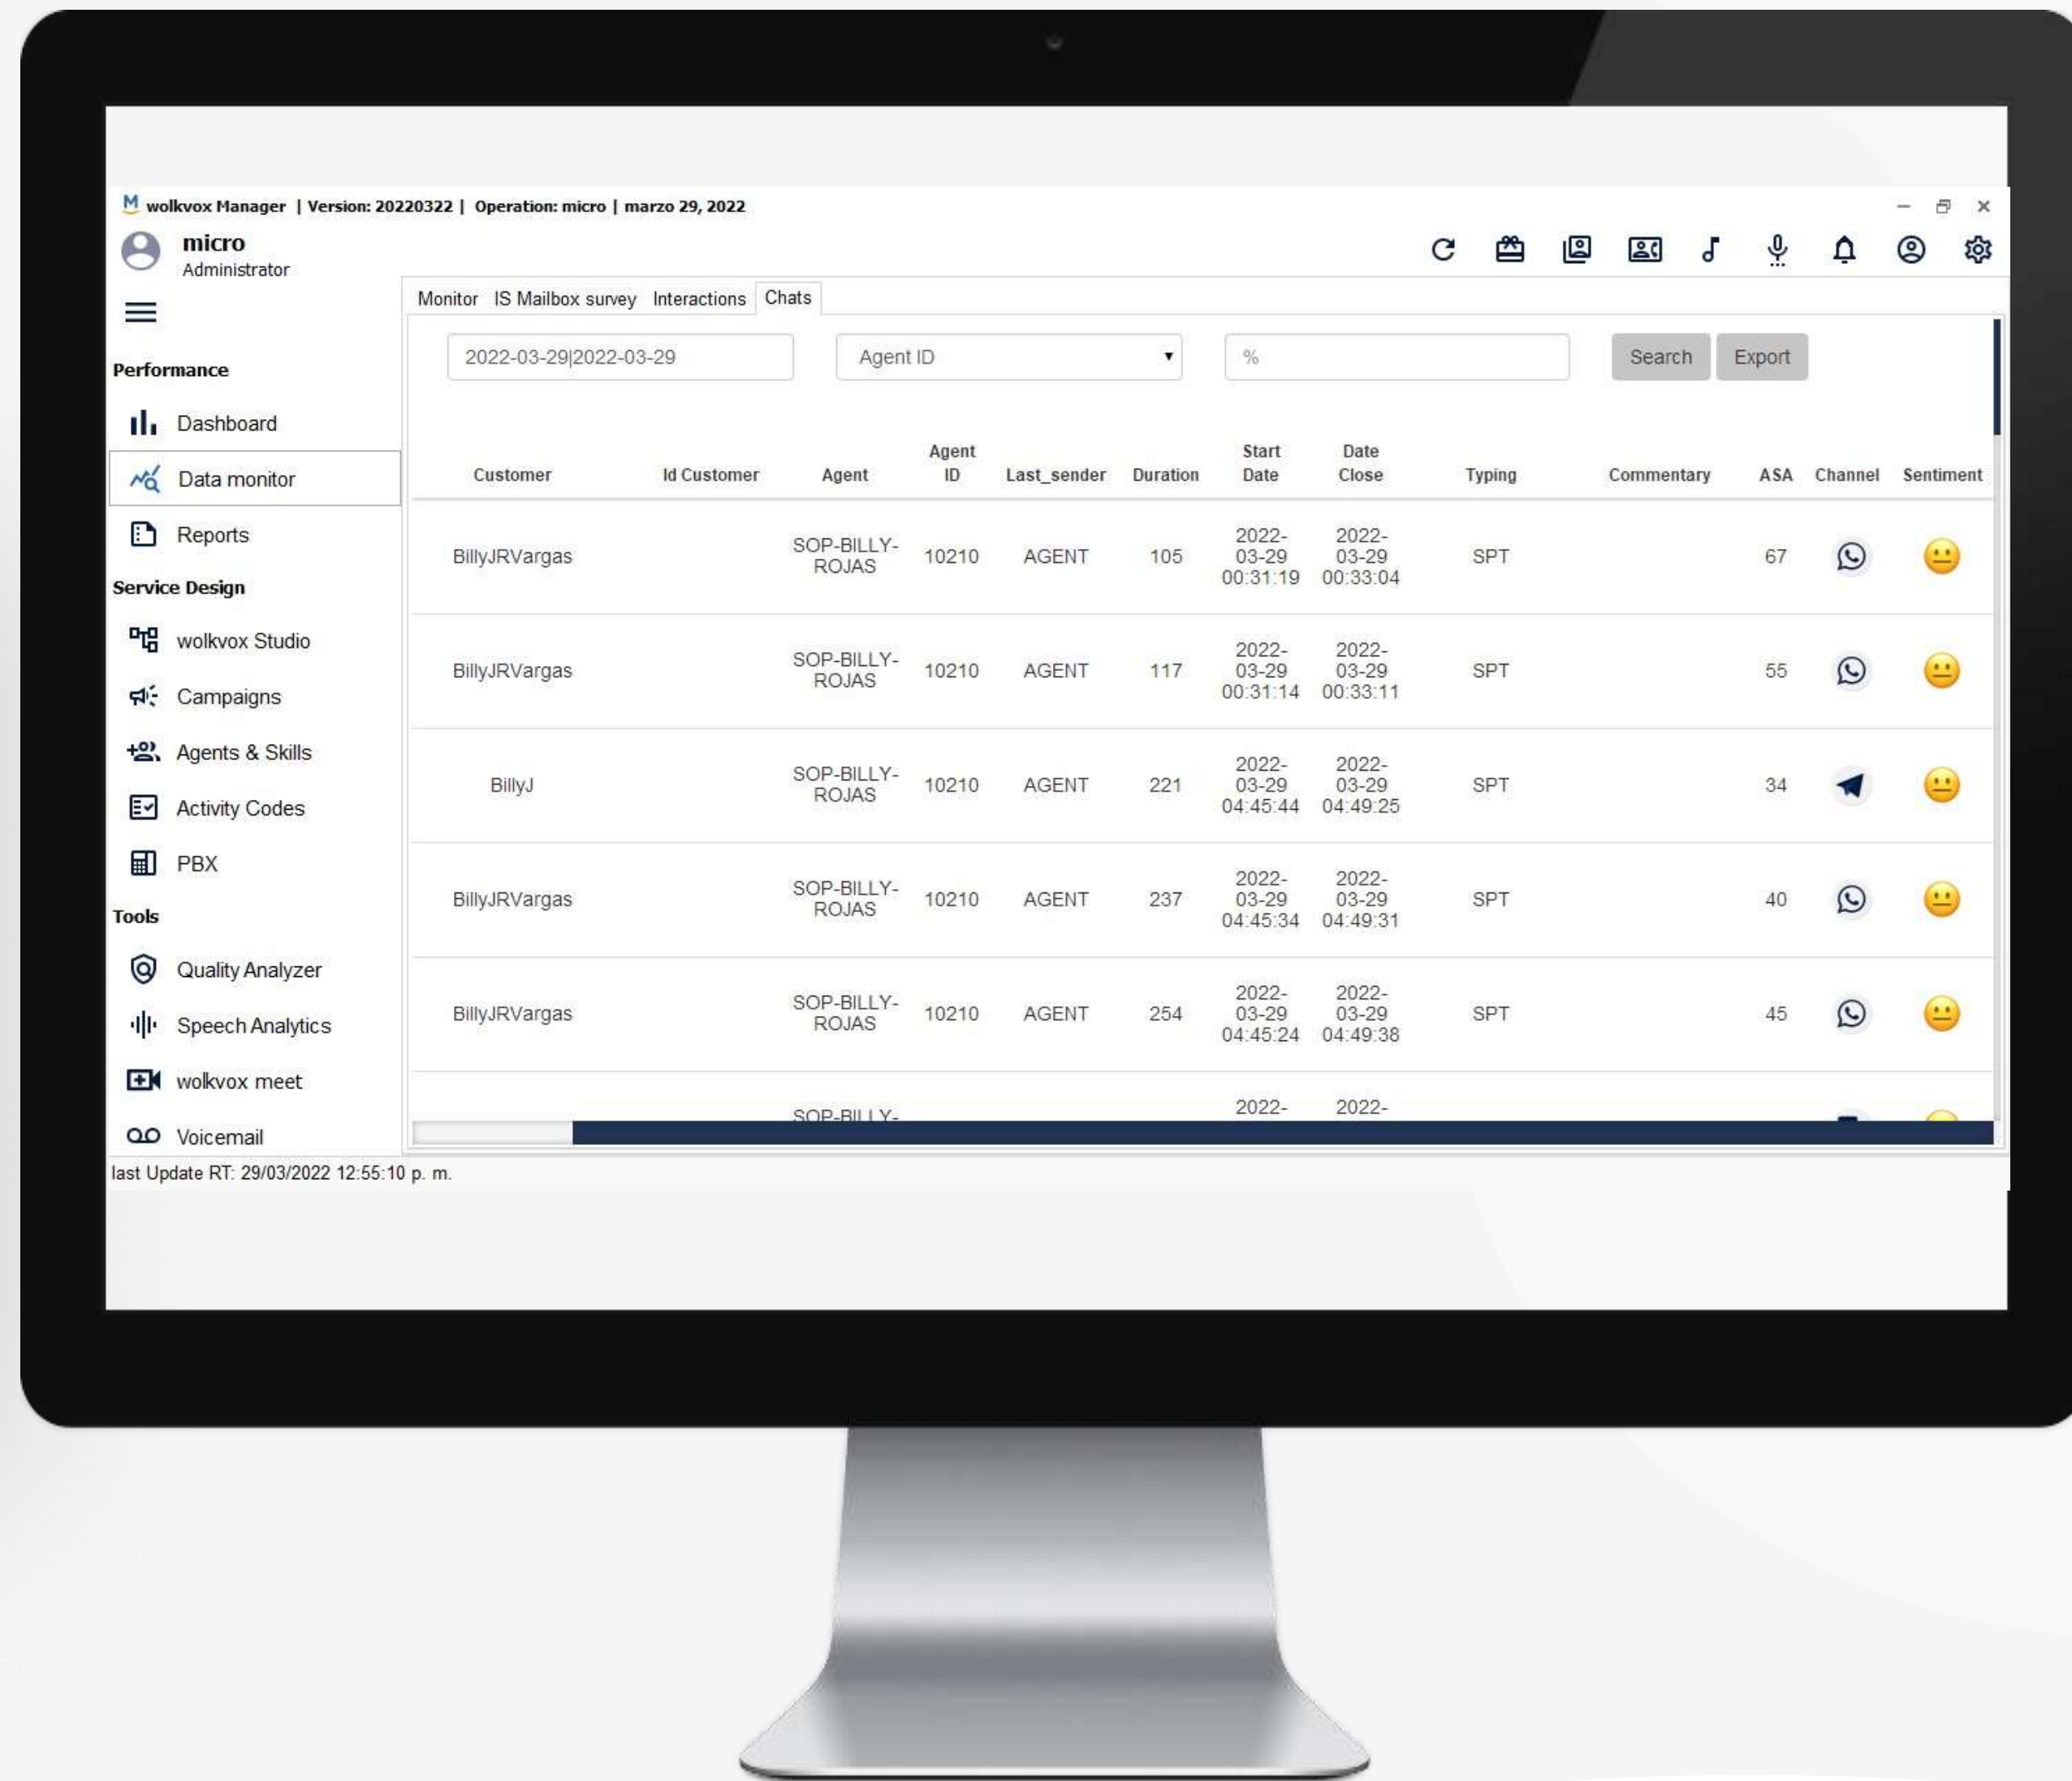 wolkvox Manager | Version: 20220322 | Operation: micro | marzo 29, 2022
micro
Administrator
Monitor IS Mailbox survey Interactions Chats
2022-03-29|2022-03-29 Agent ID % Search Export
Performance
Dashboard
Data monitor
Reports
Service Design
wolkvox Studio
Campaigns
Agents & Skills
Activity Codes
PBX
Tools
Quality Analyzer
Speech Analytics
wolkvox meet
Voicemail
Customer Id Customer Agent Agent ID Last_sender Duration Start Date Date Close Typing Commentary ASA Channel Sentiment
BillyJRVargas SOP-BILLY-ROJAS 10210 AGENT 105 2022-03-29 00:31:19 2022-03-29 00:33:04 SPT 67
BillyJRVargas SOP-BILLY-ROJAS 10210 AGENT 117 2022-03-29 00:31:14 2022-03-29 00:33:11 SPT 55
BillyJ SOP-BILLY-ROJAS 10210 AGENT 221 2022-03-29 04:45:44 2022-03-29 04:49:25 SPT 34
BillyJRVargas SOP-BILLY-ROJAS 10210 AGENT 237 2022-03-29 04:45:34 2022-03-29 04:49:31 SPT 40
BillyJRVargas SOP-BILLY-ROJAS 10210 AGENT 254 2022-03-29 04:45:24 2022-03-29 04:49:38 SPT 45
SOP-BILLY- 2022- 2022-
last Update RT: 29/03/2022 12:55:10 p. m.